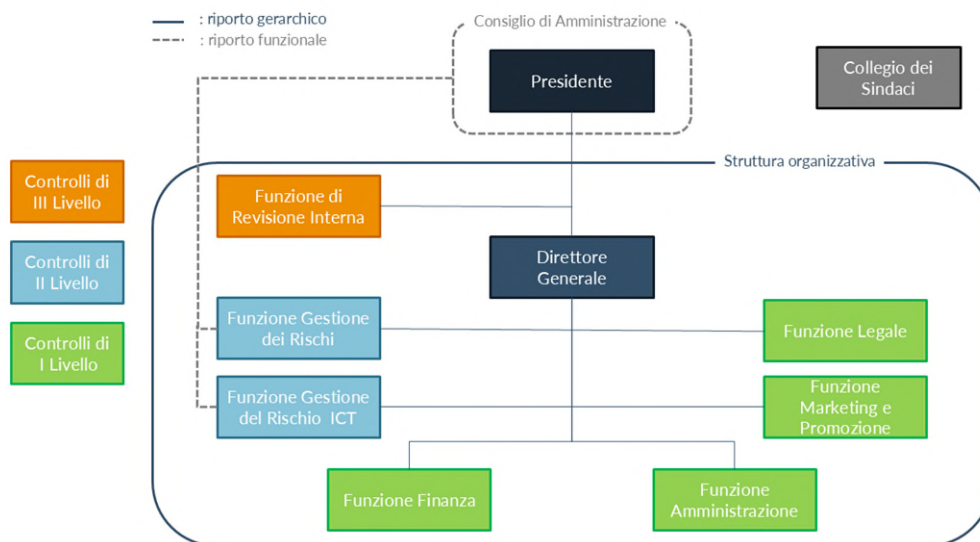 : riporto gerarchico
: riporto funzionale
Consiglio di Amministrazione
Presidente
Collegio dei
Sindaci
Struttura organizzativa
Controlli di
III Livello
Funzione di
Revisione Interna
Controlli di
II Livello
Direttore
Generale
Funzione Gestione
dei Rischi
Funzione Legale
Controlli di
I Livello
Funzione Gestione
del Rischio ICT
Funzione
Marketing e
Promozione
Funzione Finanza
Funzione
Amministrazione